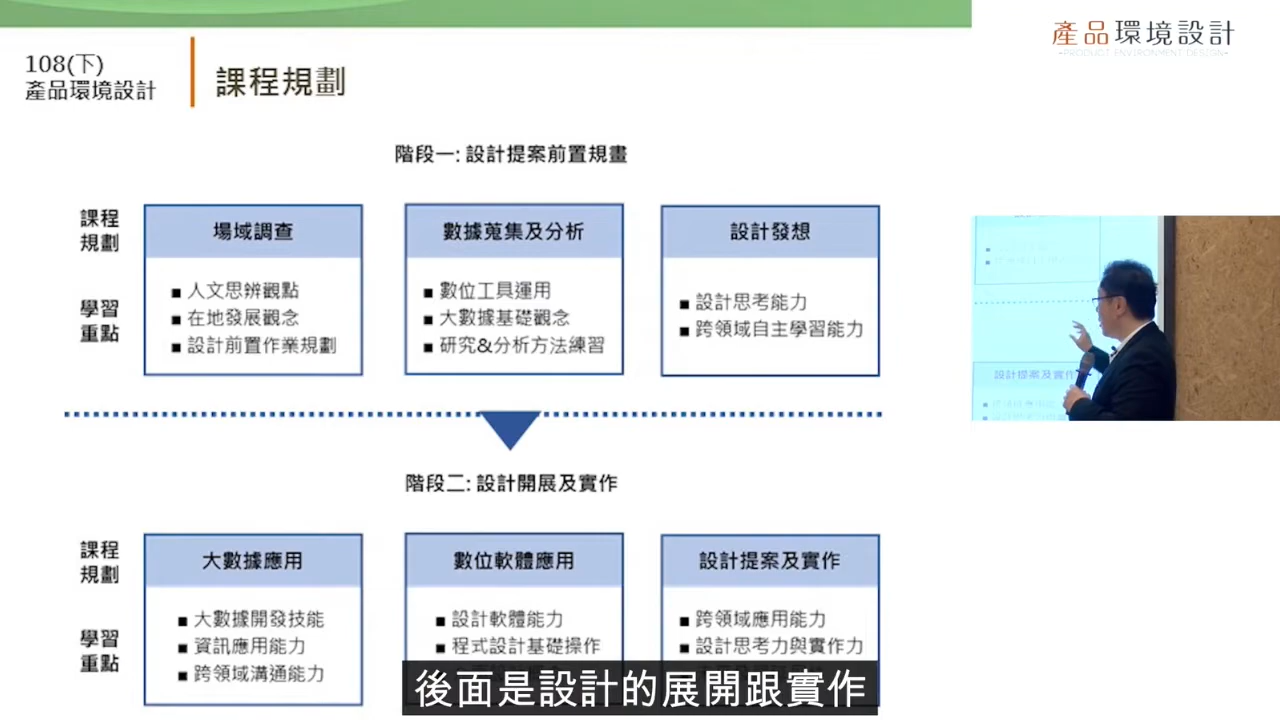 108(下)
產品環境設計
課程規劃
產品環境設計
PRODUCT ENVIRONMENT DESIGN
階段一: 設計提案前置規畫
課程
規劃
學習
重點
場域調查
■ 人文思辨觀點
■ 在地發展觀念
■ 設計前置作業規劃
數據蒐集及分析
■ 數位工具運用
■ 大數據基礎觀念
■ 研究&分析方法練習
設計發想
■ 設計思考能力
■ 跨領域自主學習能力
設計提案及實作
階段二: 設計開展及實作
課程
規劃
學習
重點
大數據應用
■ 大數據開發技能
■ 資訊應用能力
■ 跨領域溝通能力
數位軟體應用
■ 設計軟體能力
■ 程式設計基礎操作
設計提案及實作
■ 跨領域應用能力
■ 設計思考力與實作力
後面是設計的展開跟實作